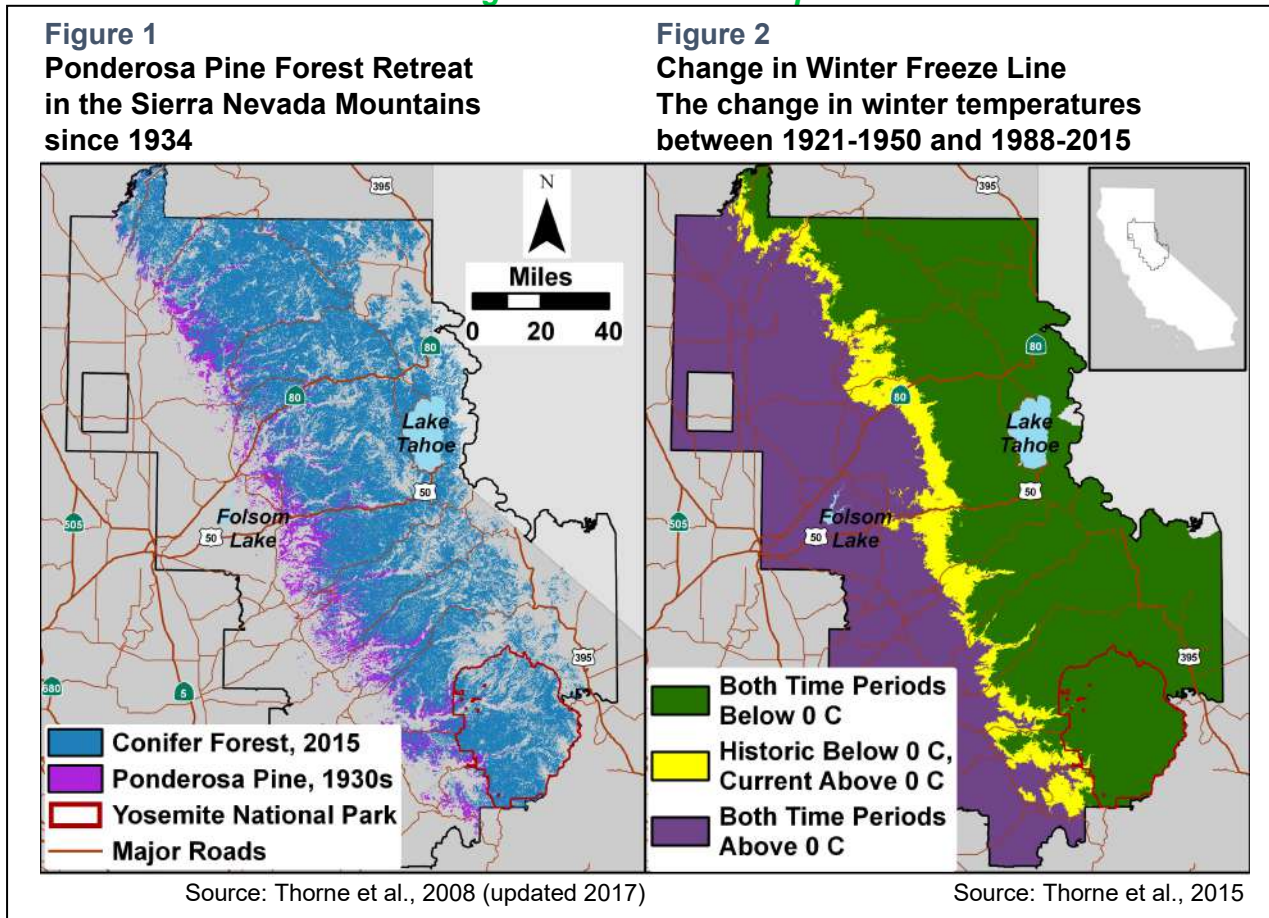 Figure 1
Ponderosa Pine Forest Retreat
in the Sierra Nevada Mountains
since 1934
Figure 2
Change in Winter Freeze Line
The change in winter temperatures
between 1921-1950 and 1988-2015
395
N
Miles
0 20 40
80
80
Lake
Tahoe
50
Folsom
Lake
50
505
395
680
5
Conifer Forest, 2015
Ponderosa Pine, 1930s
Yosemite National Park
Major Roads
Source: Thorne et al., 2008 (updated 2017)
395
80
80
Lake
Tahoe
50
Folsom
Lake
50
505
395
Both Time Periods
Below 0 C
Historic Below 0 C,
Current Above 0 C
Both Time Periods
Above 0 C
Source: Thorne et al., 2015